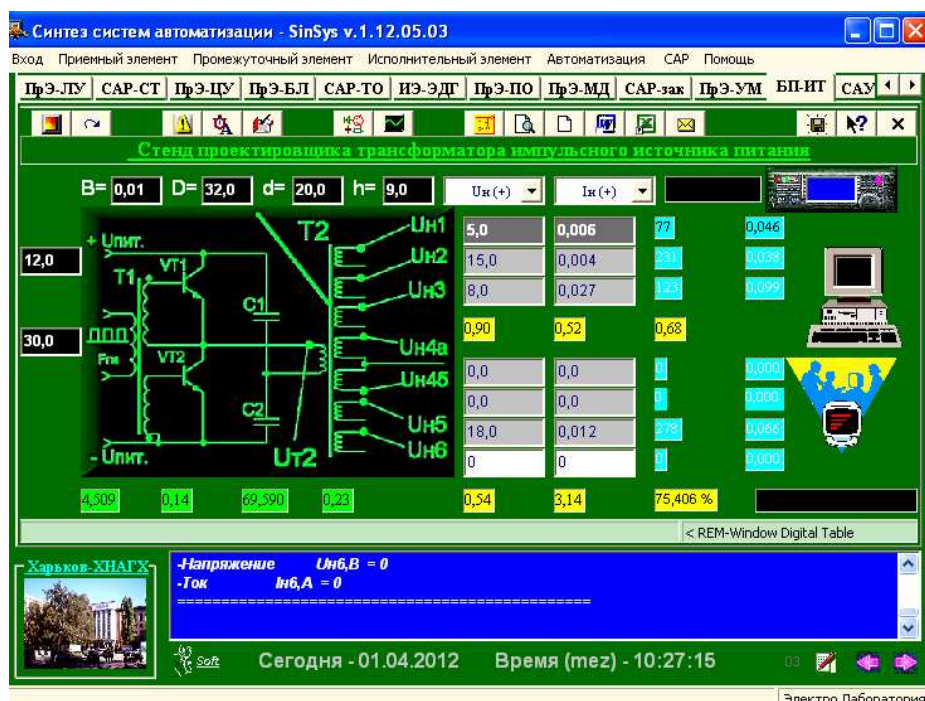 Синтез систем автоматизации - SinSys v.1.12.05.03
Вход Приемный элемент Промежуточный элемент Исполнительный элемент Автоматизация САР Помощь
ПрЭ-ЛУ САР-СТ ПрЭ-ЦУ ПрЭ-БЛ САР-ТО ИЭ-ЭДГ ПрЭ-ПО ПрЭ-МД САР-зак ПрЭ-УМ БП-ИТ САУ
Стенд проектировщика трансформатора импульсного источника питания
B= 0,01 D= 32,0 d= 20,0 h= 9,0 Uн (+) Iн (+)
T2 Uн1 5,0 0,006 77 0,046
12,0 + Uпит. Uн2 15,0 0,004 231 0,038
T1 VT1 C1 Uн3 8,0 0,027 123 0,099
0,90 0,52 0,68
30,0 Fпи VT2 Uн4а
Uн4б 0,0 0,0 0 0,000
C2 0,0 0,0 0 0,000
Uн5 18,0 0,012 278 0,066
- Uпит. Uт2 Uн6 0 0 0 0,000
4,509 0,14 69,590 0,23 0,54 3,14 75,406 %
< REM-Window Digital Table
Харьков-ХНАГХ
-Напряжение Uн6,В = 0
-Ток Iн6,А = 0
==================================================
Soft Сегодня - 01.04.2012 Время (mez) - 10:27:15 03
Электро Лаборатория